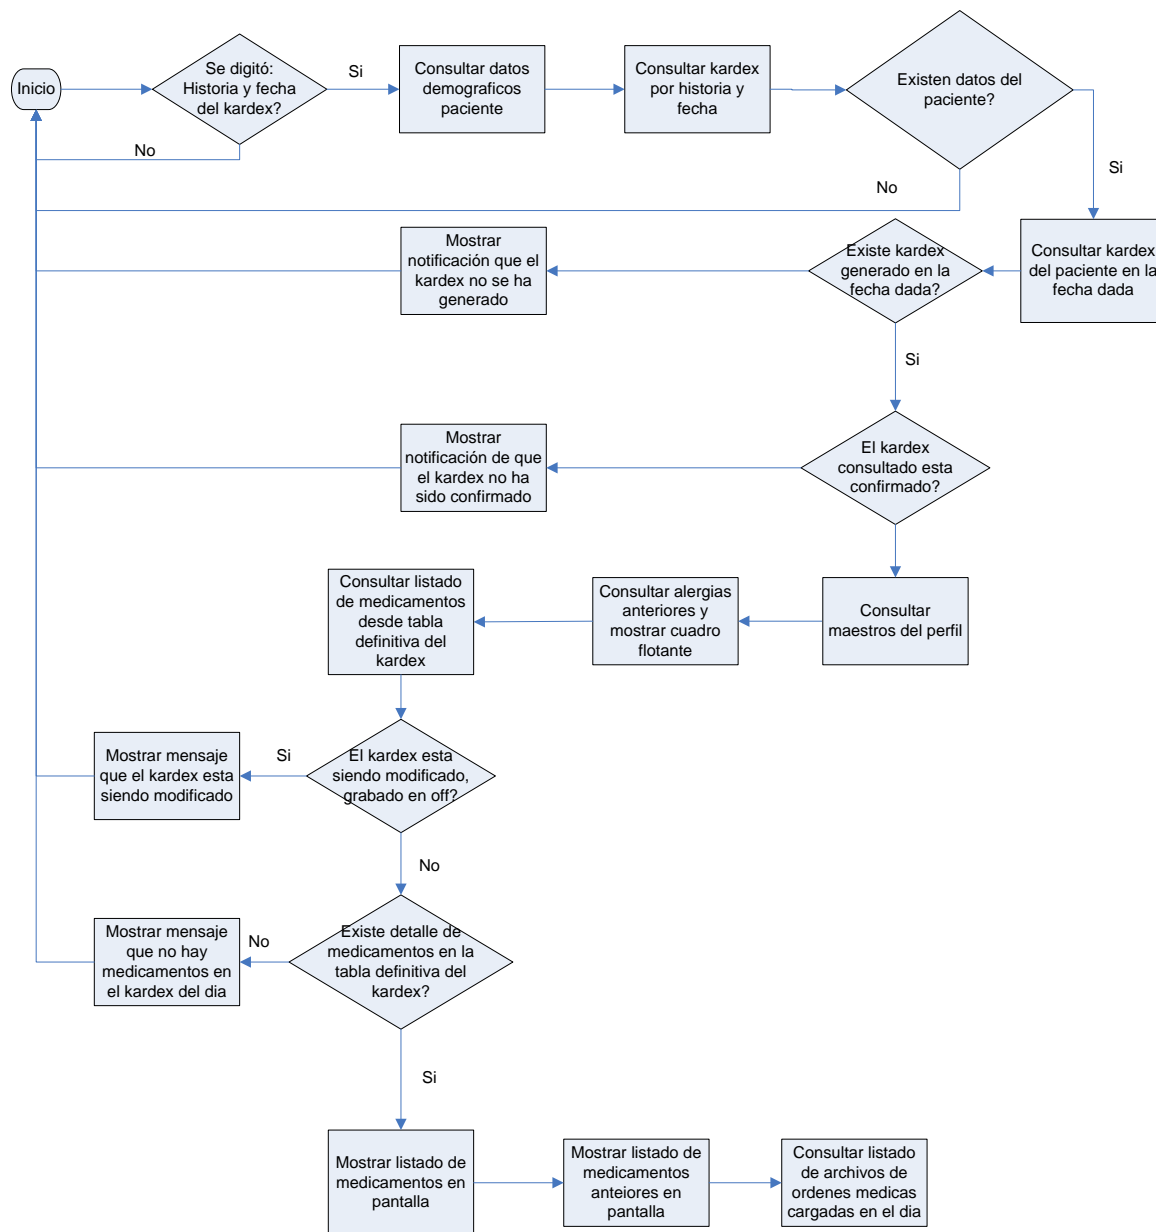 Inicio
Se digitó:
Historia y fecha
del kardex?
Si
Consultar datos
demograficos
paciente
Consultar kardex
por historia y
fecha
Existen datos del
paciente?
No
Si
No
Mostrar
notificación que el
kardex no se ha
generado
Existe kardex
generado en la
fecha dada?
Consultar kardex
del paciente en la
fecha dada
Si
Mostrar
notificación de que
el kardex no ha
sido confirmado
El kardex
consultado esta
confirmado?
Consultar listado
de medicamentos
desde tabla
definitiva del
kardex
Consultar alergias
anteriores y
mostrar cuadro
flotante
Consultar
maestros del perfil
Mostrar mensaje
que el kardex esta
siendo modificado
Si
El kardex esta
siendo modificado,
grabado en off?
No
Mostrar mensaje
que no hay
medicamentos en
el kardex del dia
No
Existe detalle de
medicamentos en la
tabla definitiva del
kardex?
Si
Mostrar listado de
medicamentos en
pantalla
Mostrar listado de
medicamentos
anteiores en
pantalla
Consultar listado
de archivos de
ordenes medicas
cargadas en el dia